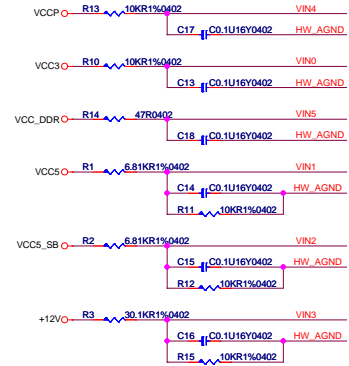 VCCP R13 10KR1%0402 VIN4
C17 C0.1U16Y0402 HW_AGND
VCC3 R10 10KR1%0402 VIN0
C13 C0.1U16Y0402 HW_AGND
VCC_DDR R14 47R0402 VIN5
C18 C0.1U16Y0402 HW_AGND
VCC5 R1 6.81KR1%0402 VIN1
C14 C0.1U16Y0402 HW_AGND
R11 10KR1%0402
VCC5_SB R2 6.81KR1%0402 VIN2
C15 C0.1U16Y0402 HW_AGND
R12 10KR1%0402
+12V R3 30.1KR1%0402 VIN3
C16 C0.1U16Y0402 HW_AGND
R15 10KR1%0402